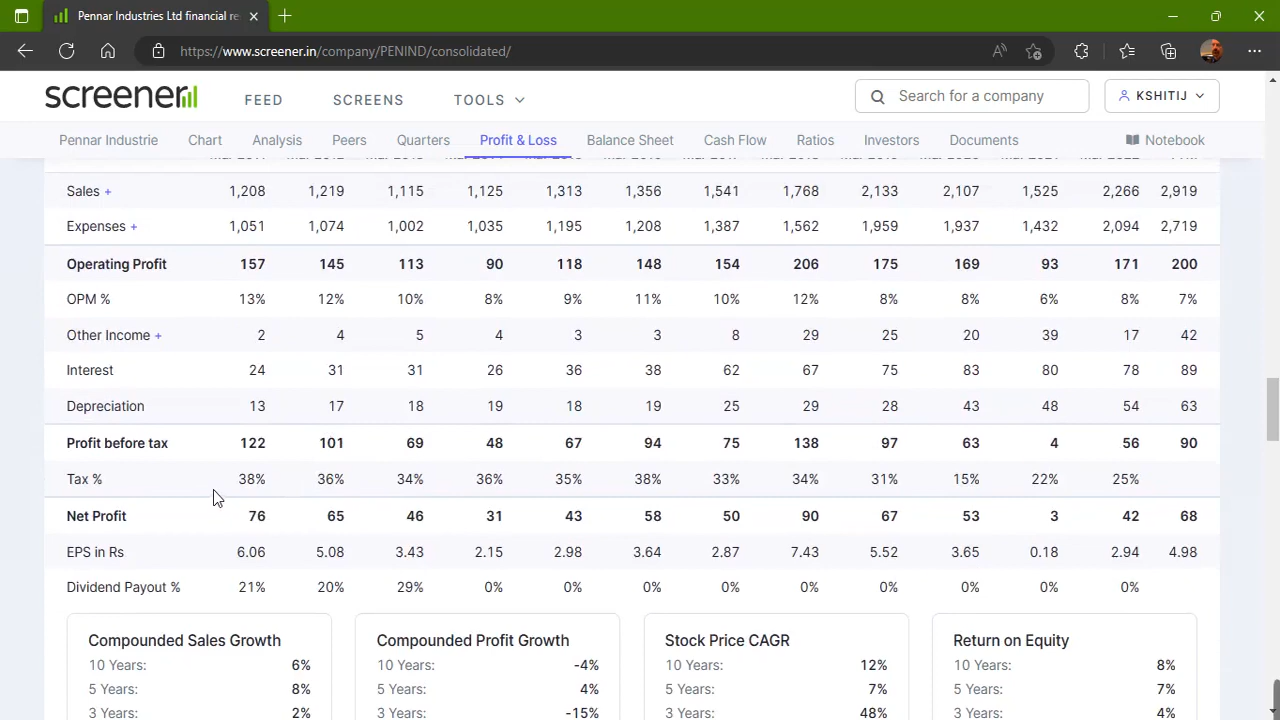 Pennar Industries Ltd financial re
https://www.screener.in/company/PENIND/consolidated/
screener
FEED SCREENS TOOLS
Search for a company
KSHITIJ
Pennar Industrie Chart Analysis Peers Quarters Profit & Loss Balance Sheet Cash Flow Ratios Investors Documents Notebook
Sales + 1,208 1,219 1,115 1,125 1,313 1,356 1,541 1,768 2,133 2,107 1,525 2,266 2,919
Expenses + 1,051 1,074 1,002 1,035 1,195 1,208 1,387 1,562 1,959 1,937 1,432 2,094 2,719
Operating Profit 157 145 113 90 118 148 154 206 175 169 93 171 200
OPM % 13% 12% 10% 8% 9% 11% 10% 12% 8% 8% 6% 8% 7%
Other Income + 2 4 5 4 3 3 8 29 25 20 39 17 42
Interest 24 31 31 26 36 38 62 67 75 83 80 78 89
Depreciation 13 17 18 19 18 19 25 29 28 43 48 54 63
Profit before tax 122 101 69 48 67 94 75 138 97 63 4 56 90
Tax % 38% 36% 34% 36% 35% 38% 33% 34% 31% 15% 22% 25%
Net Profit 76 65 46 31 43 58 50 90 67 53 3 42 68
EPS in Rs 6.06 5.08 3.43 2.15 2.98 3.64 2.87 7.43 5.52 3.65 0.18 2.94 4.98
Dividend Payout % 21% 20% 29% 0% 0% 0% 0% 0% 0% 0% 0% 0%
Compounded Sales Growth
10 Years: 6%
5 Years: 8%
3 Years: 2%
Compounded Profit Growth
10 Years: -4%
5 Years: 4%
3 Years: -15%
Stock Price CAGR
10 Years: 12%
5 Years: 7%
3 Years: 48%
Return on Equity
10 Years: 8%
5 Years: 7%
3 Years: 4%